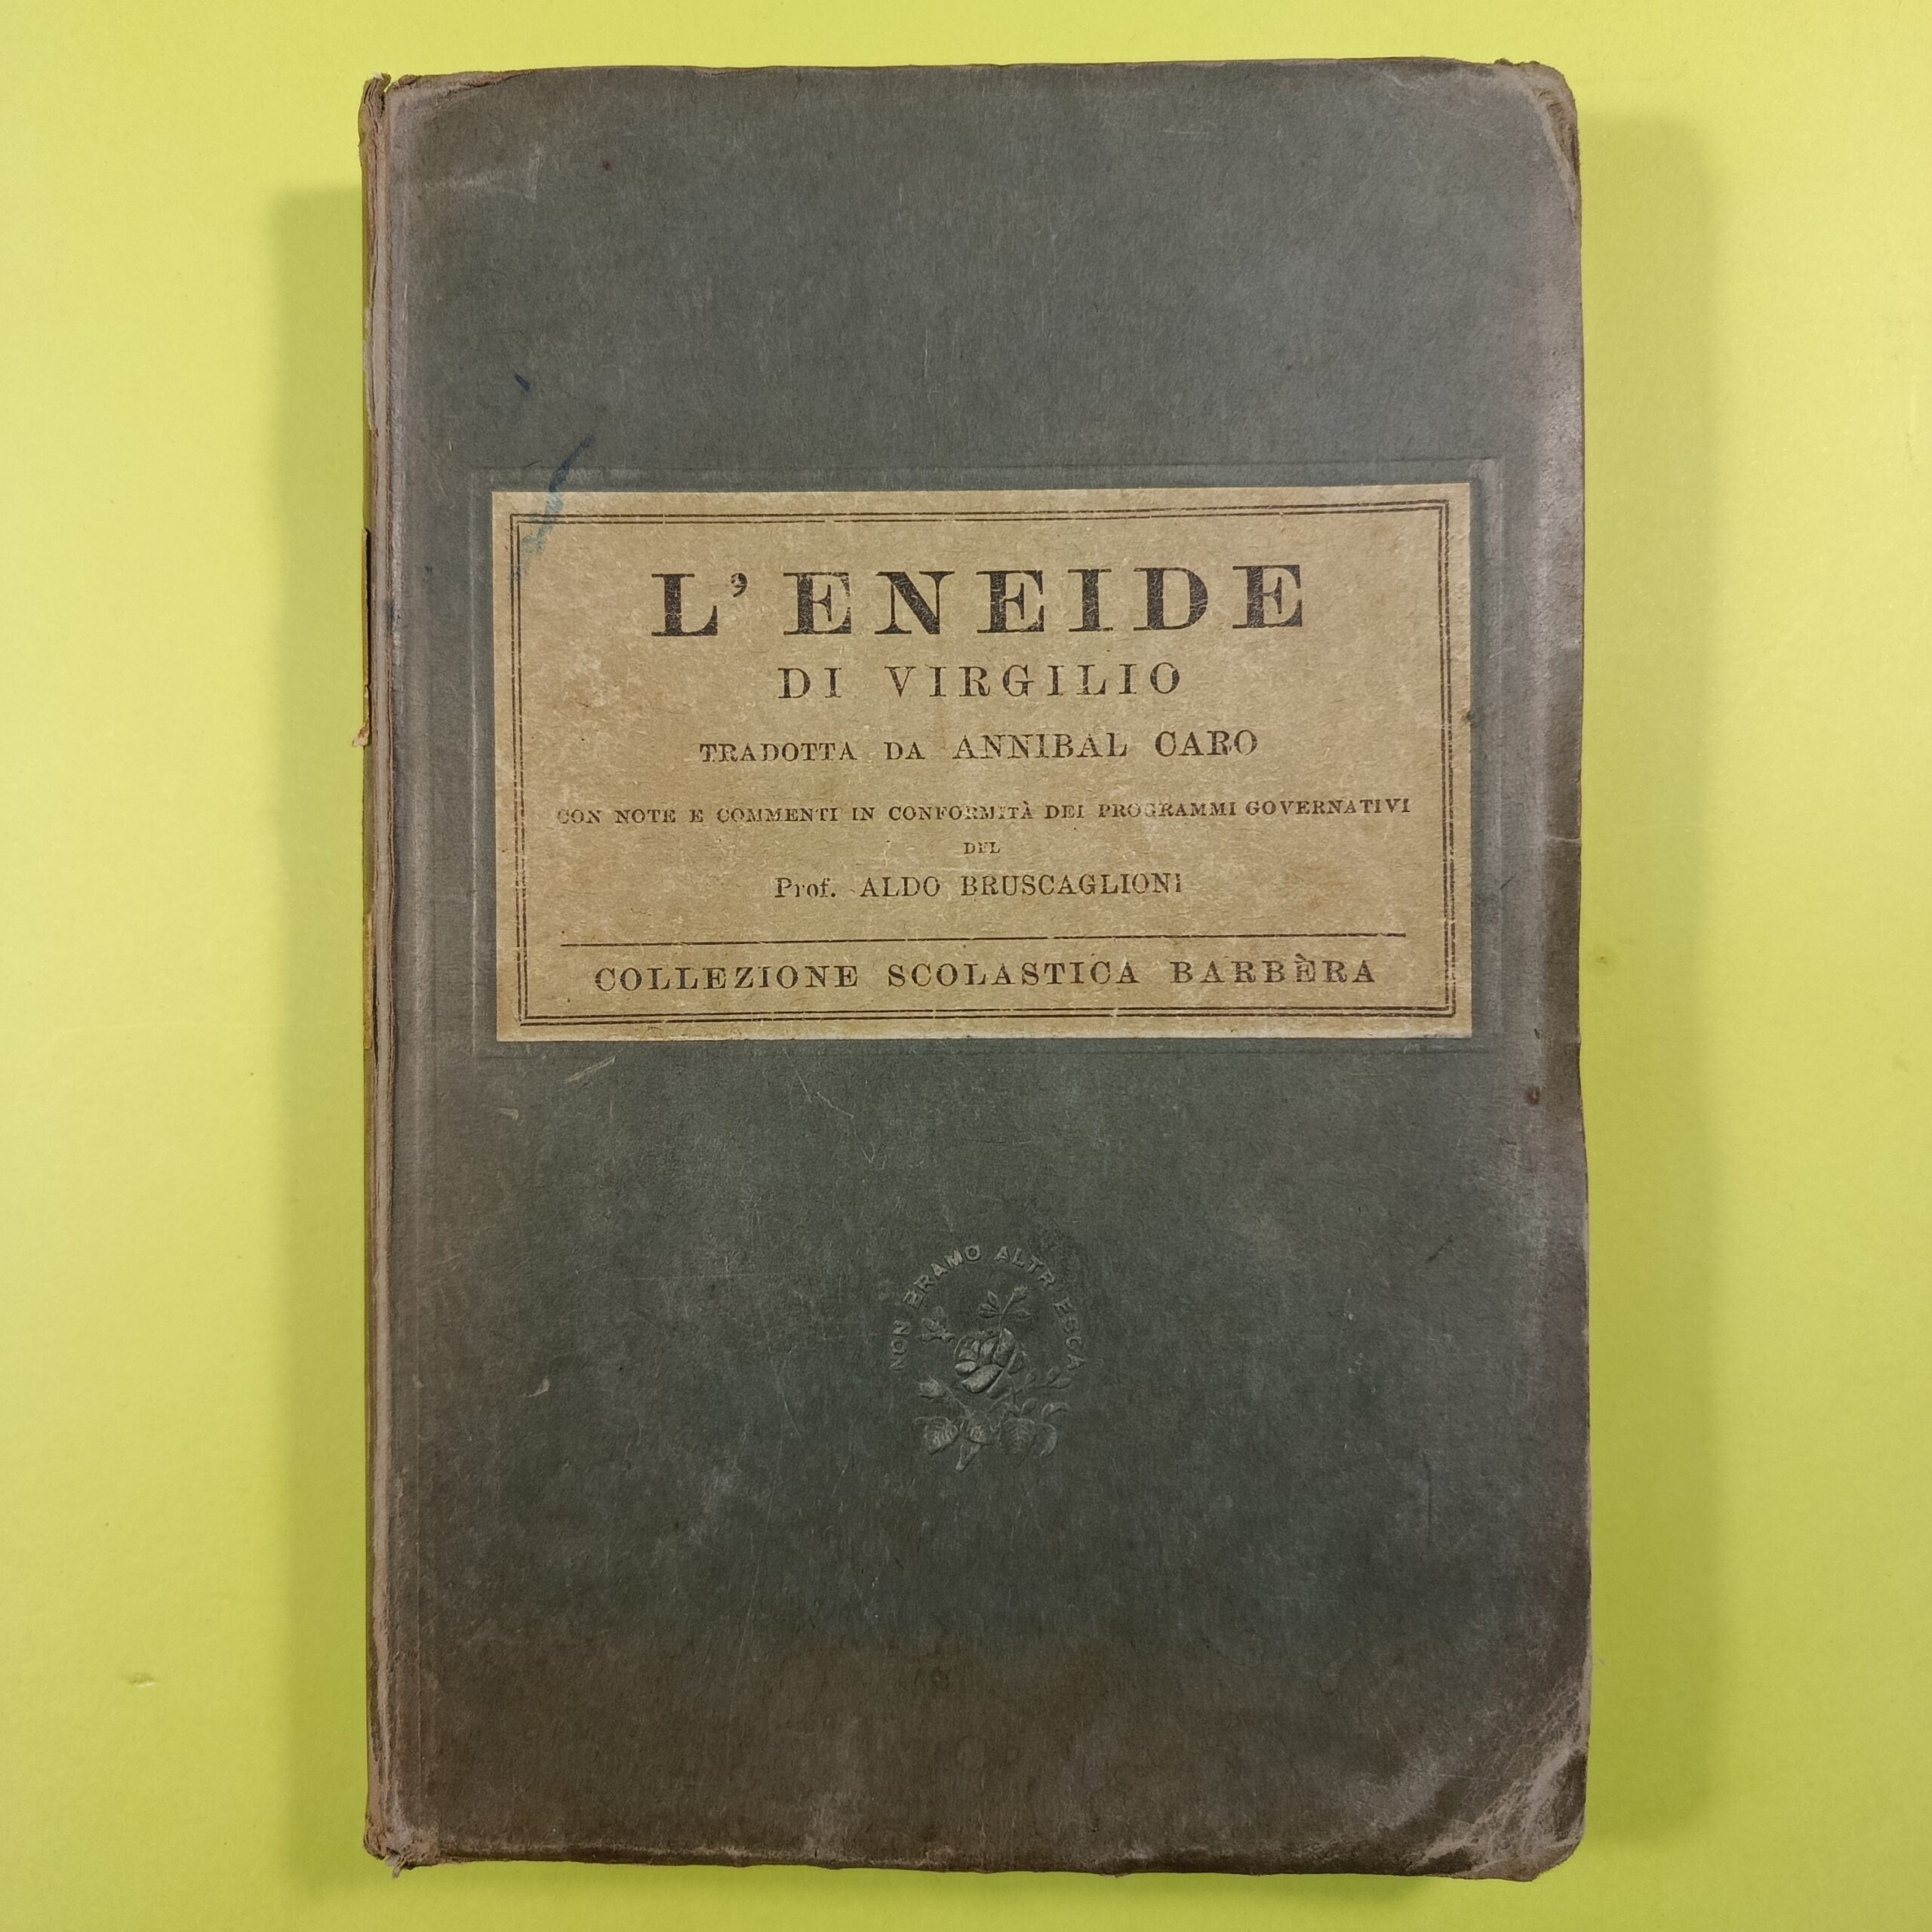 L'ENEIDE
DI VIRGILIO
TRADOTTA DA ANNIBAL CARO
CON NOTE E COMMENTI IN CONFORMITÀ DEI PROGRAMMI GOVERNATIVI
DEL
Prof. ALDO BRUSCAGLIONI
COLLEZIONE SCOLASTICA BARBÈRA
NON BRAMO ALTR' ESCA